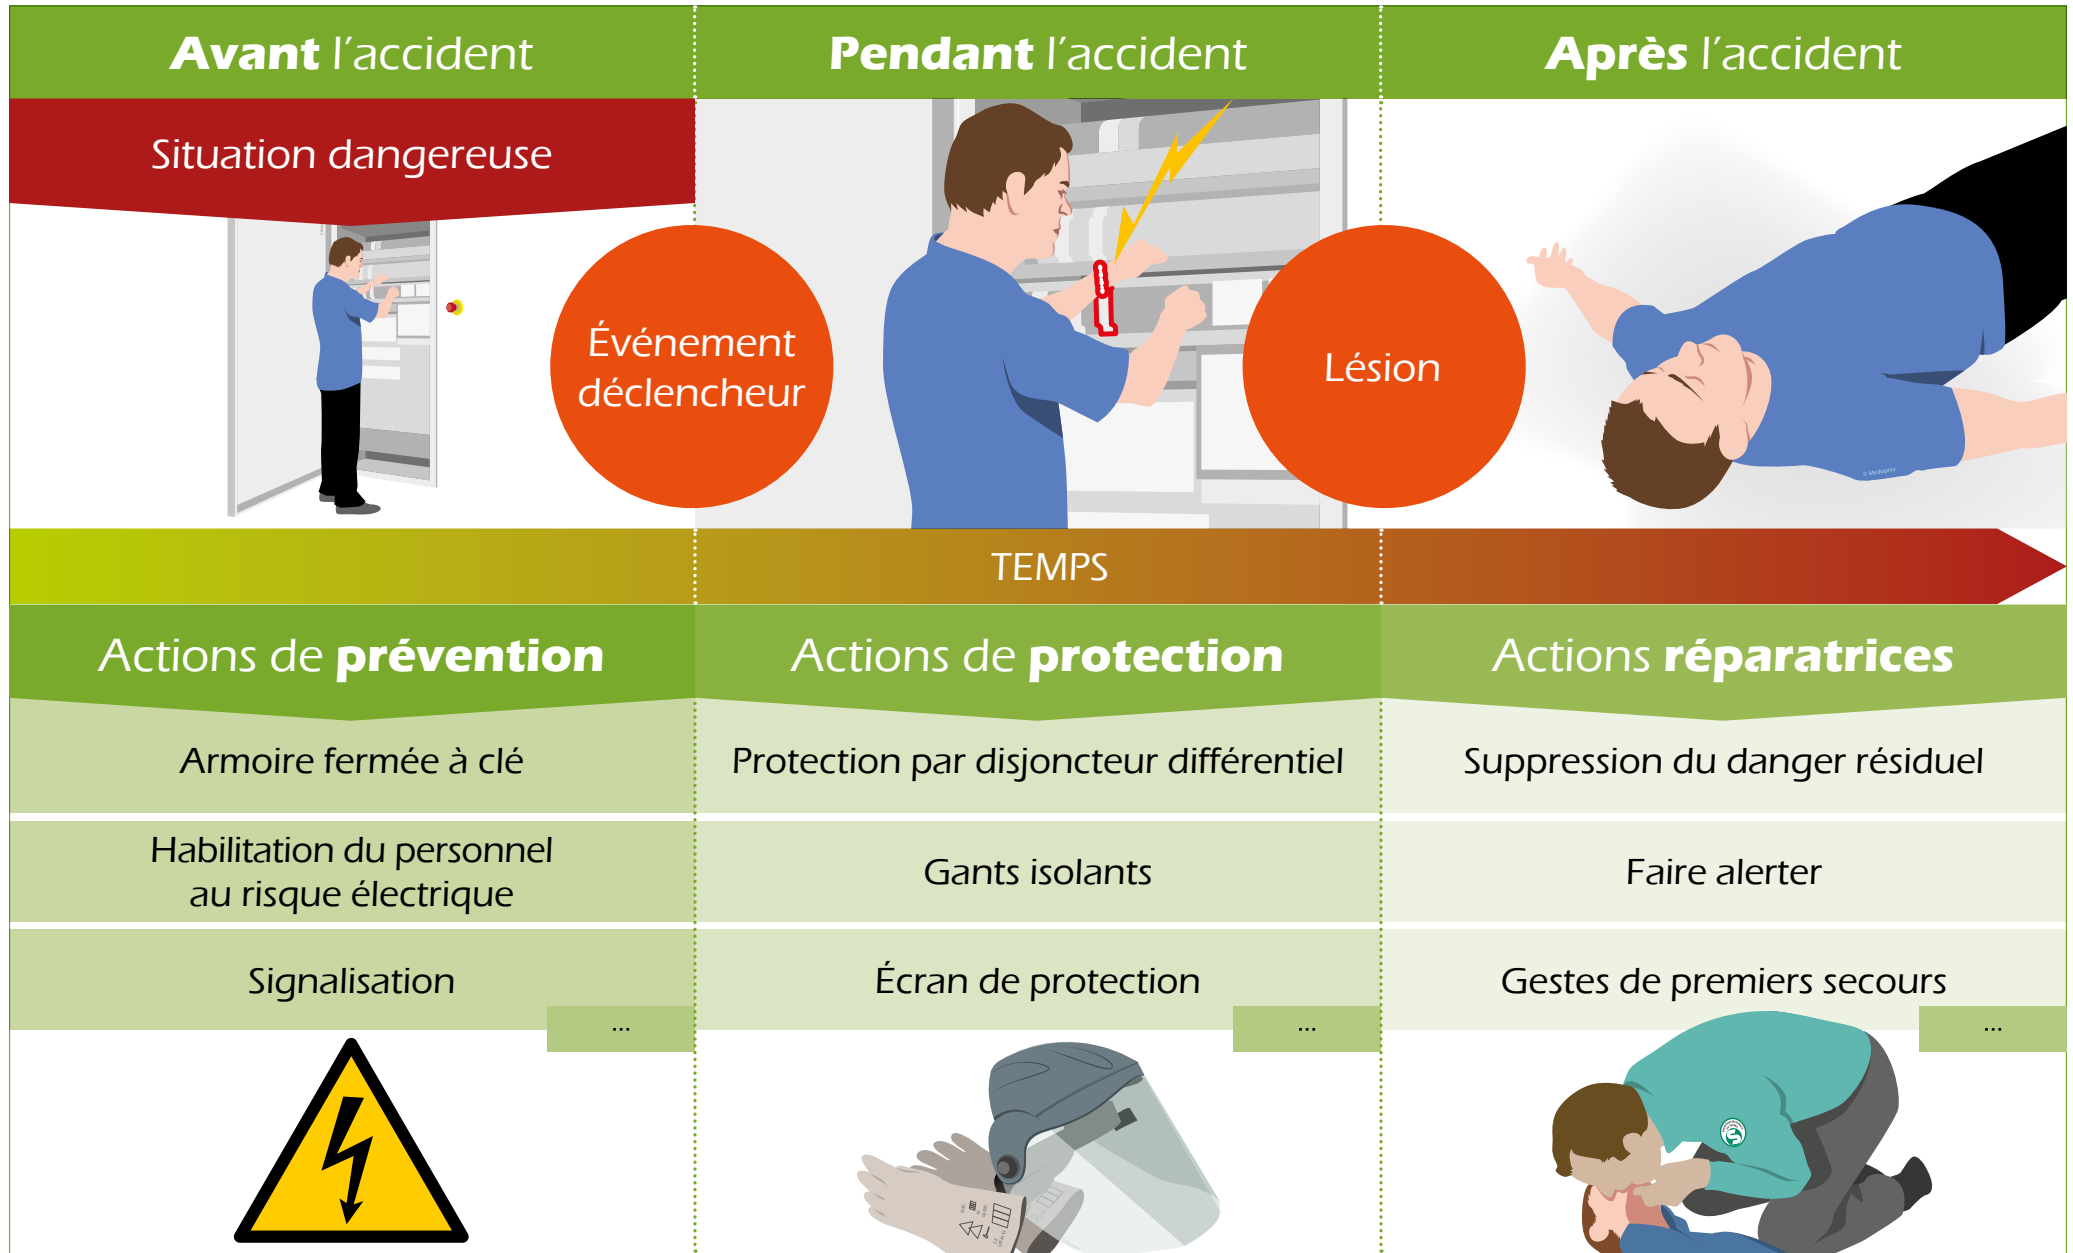 Avant l'accident
Pendant l'accident
Après l'accident
Situation dangereuse
Événement
déclencheur
Lésion
© Mediaprev
TEMPS
Actions de prévention
Actions de protection
Actions réparatrices
Armoire fermée à clé
Protection par disjoncteur différentiel
Suppression du danger résiduel
Habilitation du personnel
au risque électrique
Gants isolants
Faire alerter
Signalisation
Écran de protection
Gestes de premiers secours
...
...
...